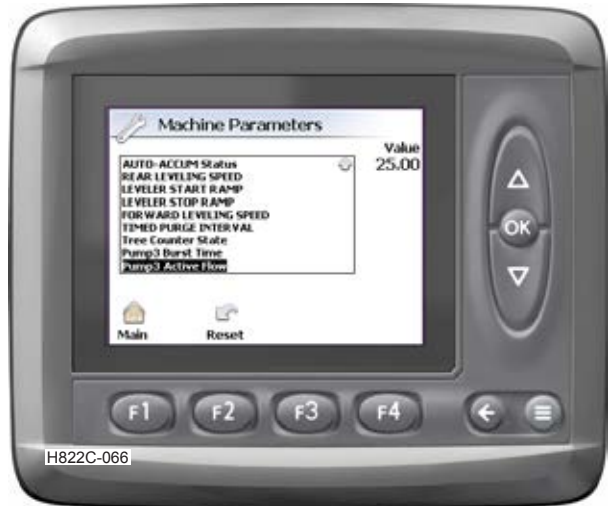 Machine Parameters
Value
25.00
AUTO-ACCUM Status
REAR LEVELING SPEED
LEVELER START RAMP
LEVELER STOP RAMP
FORWARD LEVELING SPEED
TIMED PURGE INTERVAL
Tree Counter State
Pump3 Burst Time
Pump3 Active Flow
Main Reset
OK
F1 F2 F3 F4
H822C-066